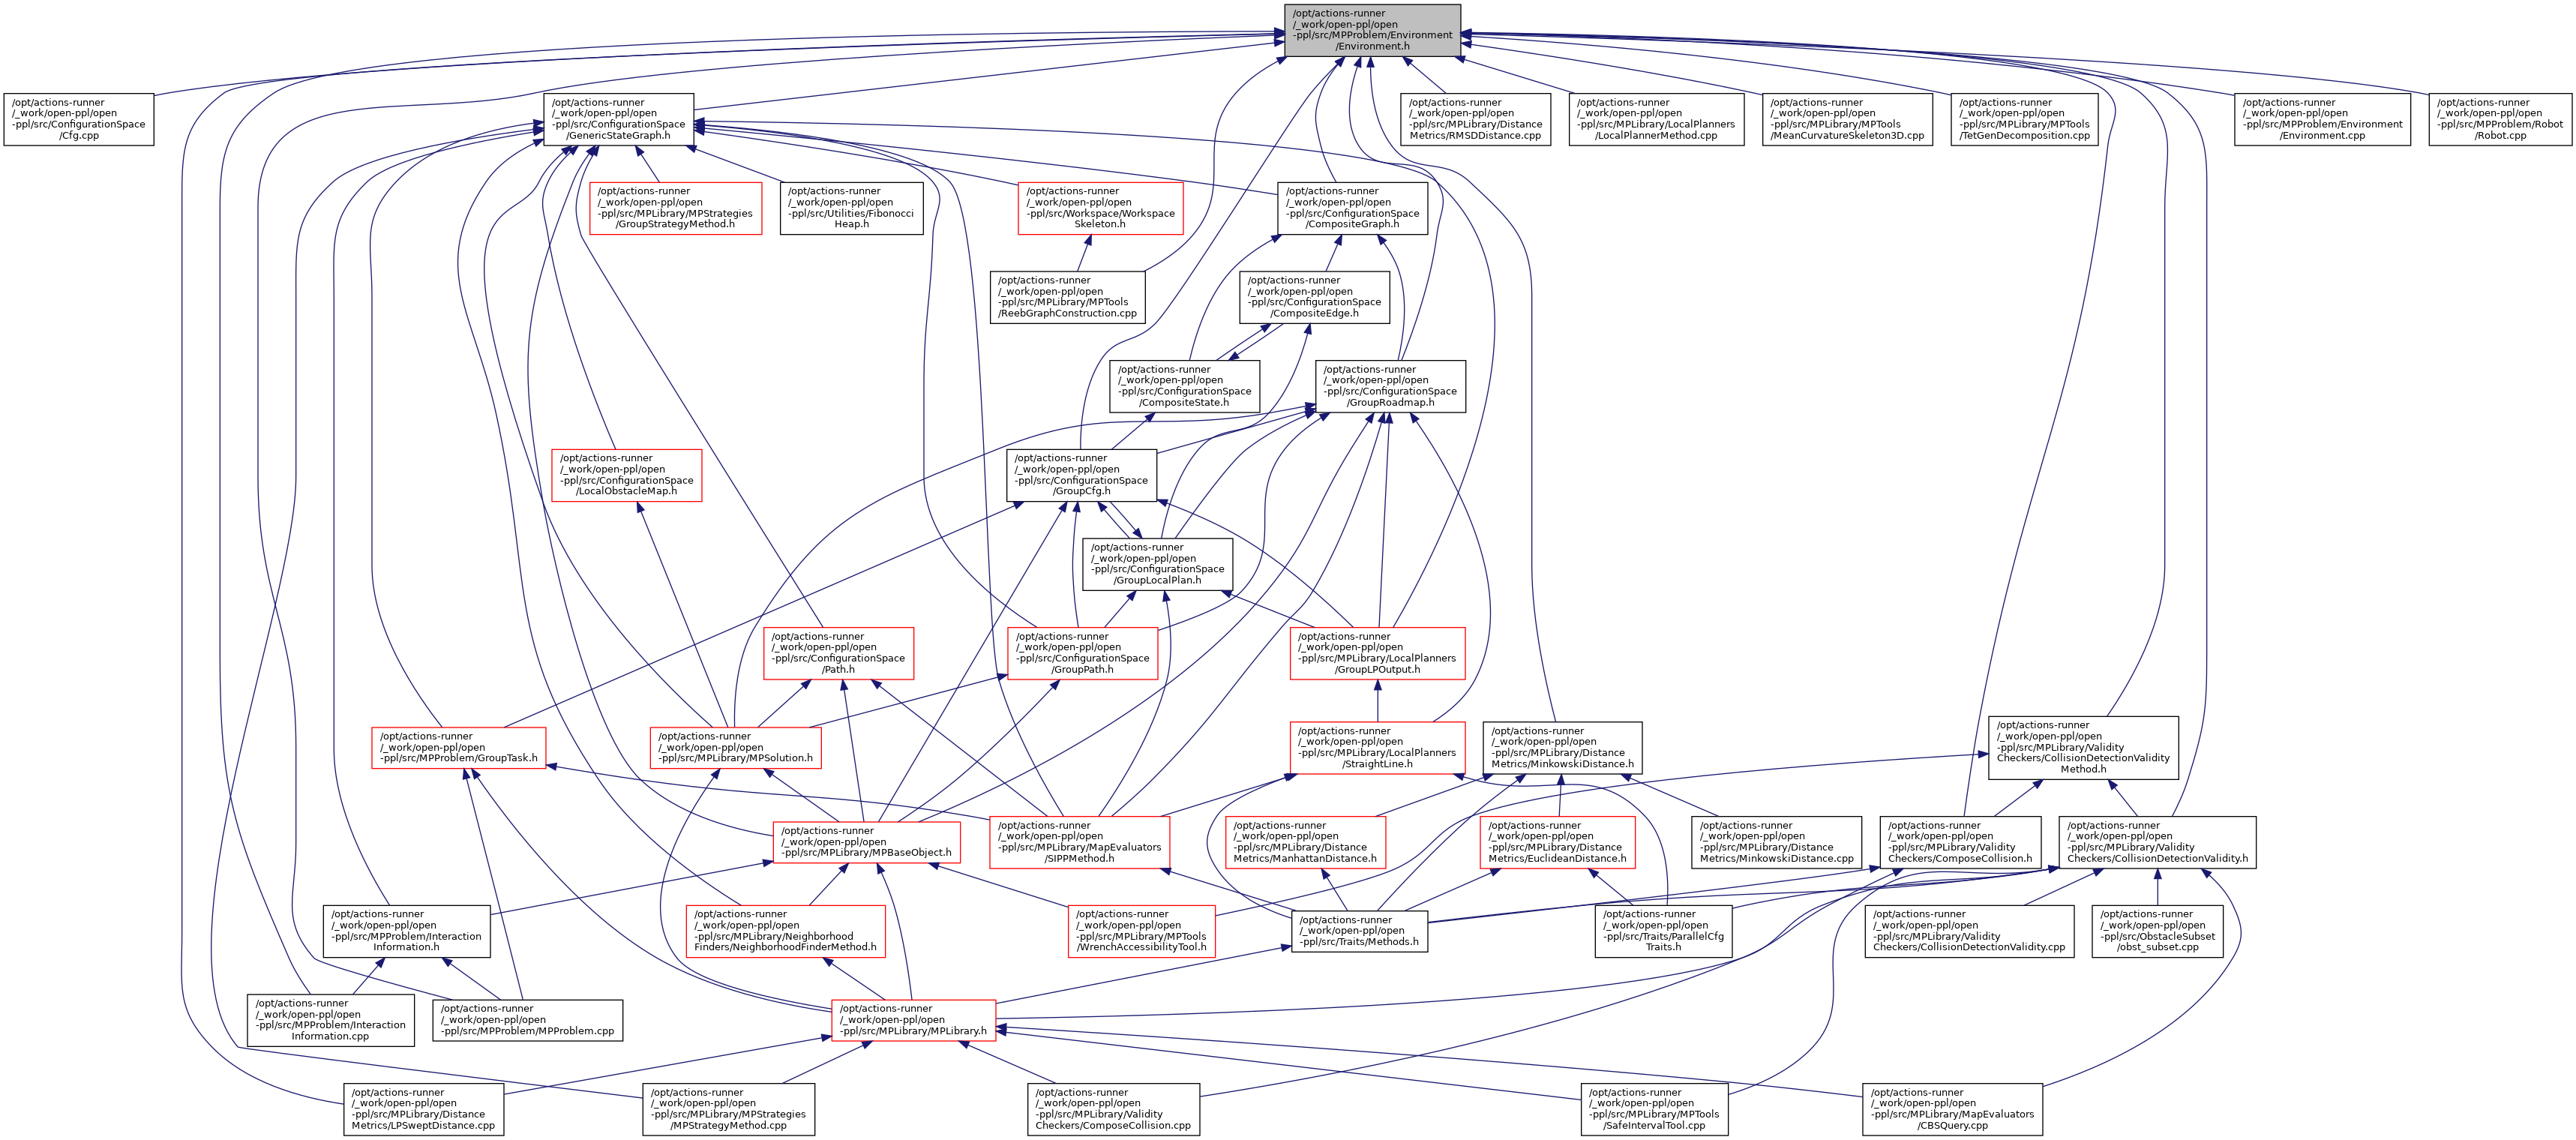 /opt/actions-runner
/_work/open-ppl/open
-ppl/src/MPProblem/Environment
/Environment.h
/opt/actions-runner
/_work/open-ppl/open
-ppl/src/ConfigurationSpace
/Cfg.cpp
/opt/actions-runner
/_work/open-ppl/open
-ppl/src/ConfigurationSpace
/GenericStateGraph.h
/opt/actions-runner
/_work/open-ppl/open
-ppl/src/MPLibrary/Distance
Metrics/RMSDDistance.cpp
/opt/actions-runner
/_work/open-ppl/open
-ppl/src/MPLibrary/LocalPlanners
/LocalPlannerMethod.cpp
/opt/actions-runner
/_work/open-ppl/open
-ppl/src/MPLibrary/MPTools
/MeanCurvatureSkeleton3D.cpp
/opt/actions-runner
/_work/open-ppl/open
-ppl/src/MPLibrary/MPTools
/TetGenDecomposition.cpp
/opt/actions-runner
/_work/open-ppl/open
-ppl/src/MPProblem/Environment
/Environment.cpp
/opt/actions-runner
/_work/open-ppl/open
-ppl/src/MPProblem/Robot
/Robot.cpp
/opt/actions-runner
/_work/open-ppl/open
-ppl/src/MPLibrary/MPStrategies
/GroupStrategyMethod.h
/opt/actions-runner
/_work/open-ppl/open
-ppl/src/Utilities/Fibonocci
Heap.h
/opt/actions-runner
/_work/open-ppl/open
-ppl/src/Workspace/Workspace
Skeleton.h
/opt/actions-runner
/_work/open-ppl/open
-ppl/src/ConfigurationSpace
/CompositeGraph.h
/opt/actions-runner
/_work/open-ppl/open
-ppl/src/MPLibrary/MPTools
/ReebGraphConstruction.cpp
/opt/actions-runner
/_work/open-ppl/open
-ppl/src/ConfigurationSpace
/CompositeEdge.h
/opt/actions-runner
/_work/open-ppl/open
-ppl/src/ConfigurationSpace
/CompositeState.h
/opt/actions-runner
/_work/open-ppl/open
-ppl/src/ConfigurationSpace
/GroupRoadmap.h
/opt/actions-runner
/_work/open-ppl/open
-ppl/src/ConfigurationSpace
/LocalObstacleMap.h
/opt/actions-runner
/_work/open-ppl/open
-ppl/src/ConfigurationSpace
/GroupCfg.h
/opt/actions-runner
/_work/open-ppl/open
-ppl/src/ConfigurationSpace
/GroupLocalPlan.h
/opt/actions-runner
/_work/open-ppl/open
-ppl/src/ConfigurationSpace
/Path.h
/opt/actions-runner
/_work/open-ppl/open
-ppl/src/ConfigurationSpace
/GroupPath.h
/opt/actions-runner
/_work/open-ppl/open
-ppl/src/MPLibrary/LocalPlanners
/GroupLPOutput.h
/opt/actions-runner
/_work/open-ppl/open
-ppl/src/MPProblem/GroupTask.h
/opt/actions-runner
/_work/open-ppl/open
-ppl/src/MPLibrary/MPSolution.h
/opt/actions-runner
/_work/open-ppl/open
-ppl/src/MPLibrary/LocalPlanners
/StraightLine.h
/opt/actions-runner
/_work/open-ppl/open
-ppl/src/MPLibrary/Distance
Metrics/MinkowskiDistance.h
/opt/actions-runner
/_work/open-ppl/open
-ppl/src/MPLibrary/Validity
Checkers/CollisionDetectionValidity
Method.h
/opt/actions-runner
/_work/open-ppl/open
-ppl/src/MPLibrary/MPBaseObject.h
/opt/actions-runner
/_work/open-ppl/open
-ppl/src/MPLibrary/MapEvaluators
/SIPPMethod.h
/opt/actions-runner
/_work/open-ppl/open
-ppl/src/MPLibrary/Distance
Metrics/ManhattanDistance.h
/opt/actions-runner
/_work/open-ppl/open
-ppl/src/MPLibrary/Distance
Metrics/EuclideanDistance.h
/opt/actions-runner
/_work/open-ppl/open
-ppl/src/MPLibrary/Distance
Metrics/MinkowskiDistance.cpp
/opt/actions-runner
/_work/open-ppl/open
-ppl/src/MPLibrary/Validity
Checkers/ComposeCollision.h
/opt/actions-runner
/_work/open-ppl/open
-ppl/src/MPLibrary/Validity
Checkers/CollisionDetectionValidity.h
/opt/actions-runner
/_work/open-ppl/open
-ppl/src/MPProblem/Interaction
Information.h
/opt/actions-runner
/_work/open-ppl/open
-ppl/src/MPLibrary/Neighborhood
Finders/NeighborhoodFinderMethod.h
/opt/actions-runner
/_work/open-ppl/open
-ppl/src/MPLibrary/MPTools
/WrenchAccessibilityTool.h
/opt/actions-runner
/_work/open-ppl/open
-ppl/src/Traits/Methods.h
/opt/actions-runner
/_work/open-ppl/open
-ppl/src/Traits/ParallelCfg
Traits.h
/opt/actions-runner
/_work/open-ppl/open
-ppl/src/MPLibrary/Validity
Checkers/CollisionDetectionValidity.cpp
/opt/actions-runner
/_work/open-ppl/open
-ppl/src/ObstacleSubset
/obst_subset.cpp
/opt/actions-runner
/_work/open-ppl/open
-ppl/src/MPProblem/Interaction
Information.cpp
/opt/actions-runner
/_work/open-ppl/open
-ppl/src/MPProblem/MPProblem.cpp
/opt/actions-runner
/_work/open-ppl/open
-ppl/src/MPLibrary/MPLibrary.h
/opt/actions-runner
/_work/open-ppl/open
-ppl/src/MPLibrary/Distance
Metrics/LPSweptDistance.cpp
/opt/actions-runner
/_work/open-ppl/open
-ppl/src/MPLibrary/MPStrategies
/MPStrategyMethod.cpp
/opt/actions-runner
/_work/open-ppl/open
-ppl/src/MPLibrary/Validity
Checkers/ComposeCollision.cpp
/opt/actions-runner
/_work/open-ppl/open
-ppl/src/MPLibrary/MPTools
/SafeIntervalTool.cpp
/opt/actions-runner
/_work/open-ppl/open
-ppl/src/MPLibrary/MapEvaluators
/CBSQuery.cpp